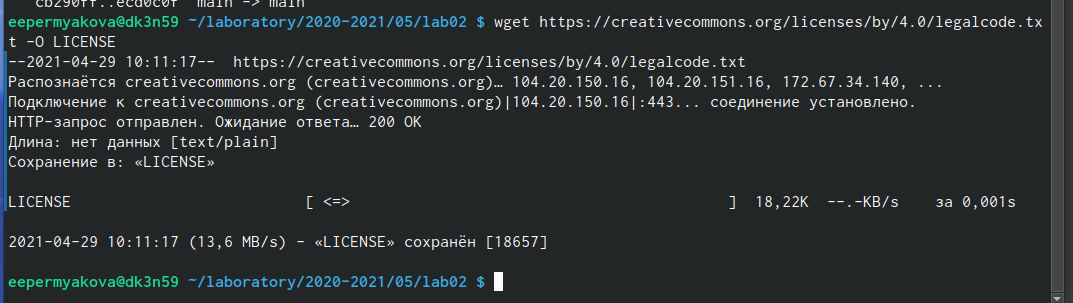 cb290ff..ecd0c0f  main -> main
eepermyakova@dk3n59 ~/laboratory/2020-2021/05/lab02 $ wget https://creativecommons.org/licenses/by/4.0/legalcode.tx
t -O LICENSE
--2021-04-29 10:11:17--  https://creativecommons.org/licenses/by/4.0/legalcode.txt
Распознаётся creativecommons.org (creativecommons.org)… 104.20.150.16, 104.20.151.16, 172.67.34.140, ...
Подключение к creativecommons.org (creativecommons.org)|104.20.150.16|:443... соединение установлено.
HTTP-запрос отправлен. Ожидание ответа… 200 OK
Длина: нет данных [text/plain]
Сохранение в: «LICENSE»
LICENSE                       [ <=>                                                ]  18,22K  --.-KB/s    за 0,001s
2021-04-29 10:11:17 (13,6 MB/s) - «LICENSE» сохранён [18657]
eepermyakova@dk3n59 ~/laboratory/2020-2021/05/lab02 $